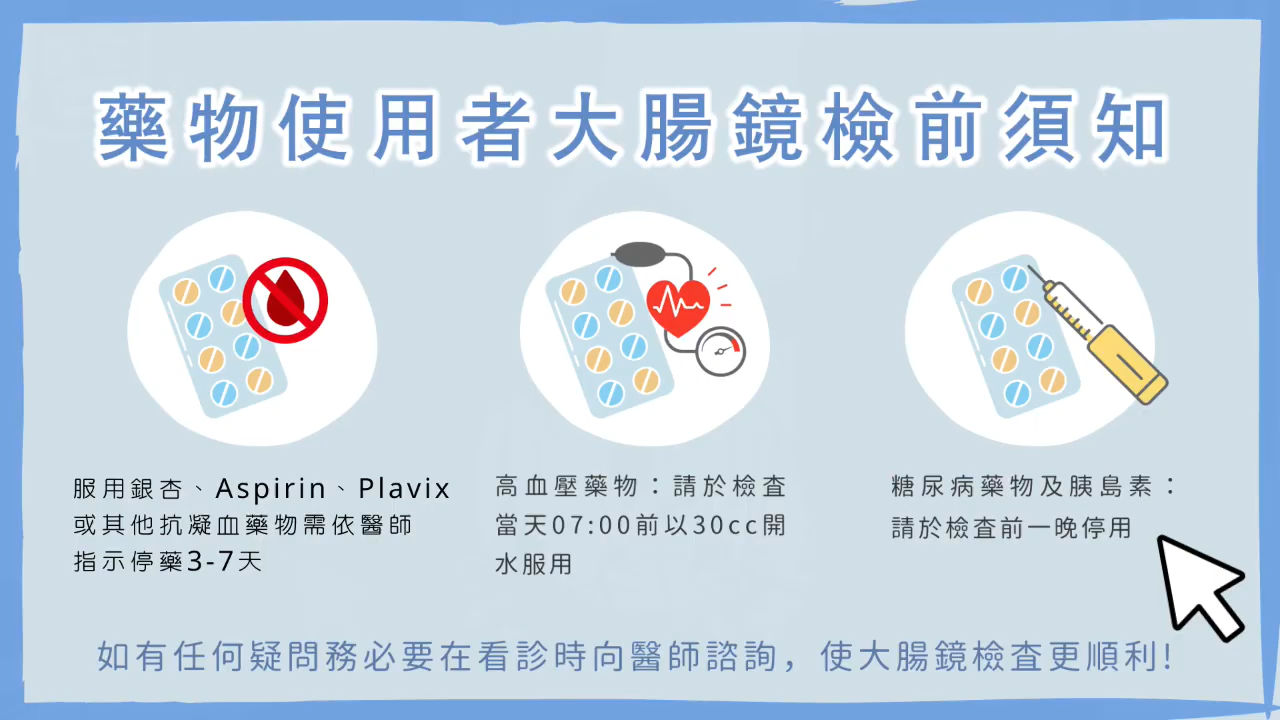 藥物使用者大腸鏡檢前須知
服用銀杏、Aspirin、Plavix
或其他抗凝血藥物需依醫師
指示停藥3-7天
高血壓藥物：請於檢查
當天07:00前以30cc開
水服用
糖尿病藥物及胰島素：
請於檢查前一晚停用
如有任何疑問務必要在看診時向醫師諮詢，使大腸鏡檢查更順利!